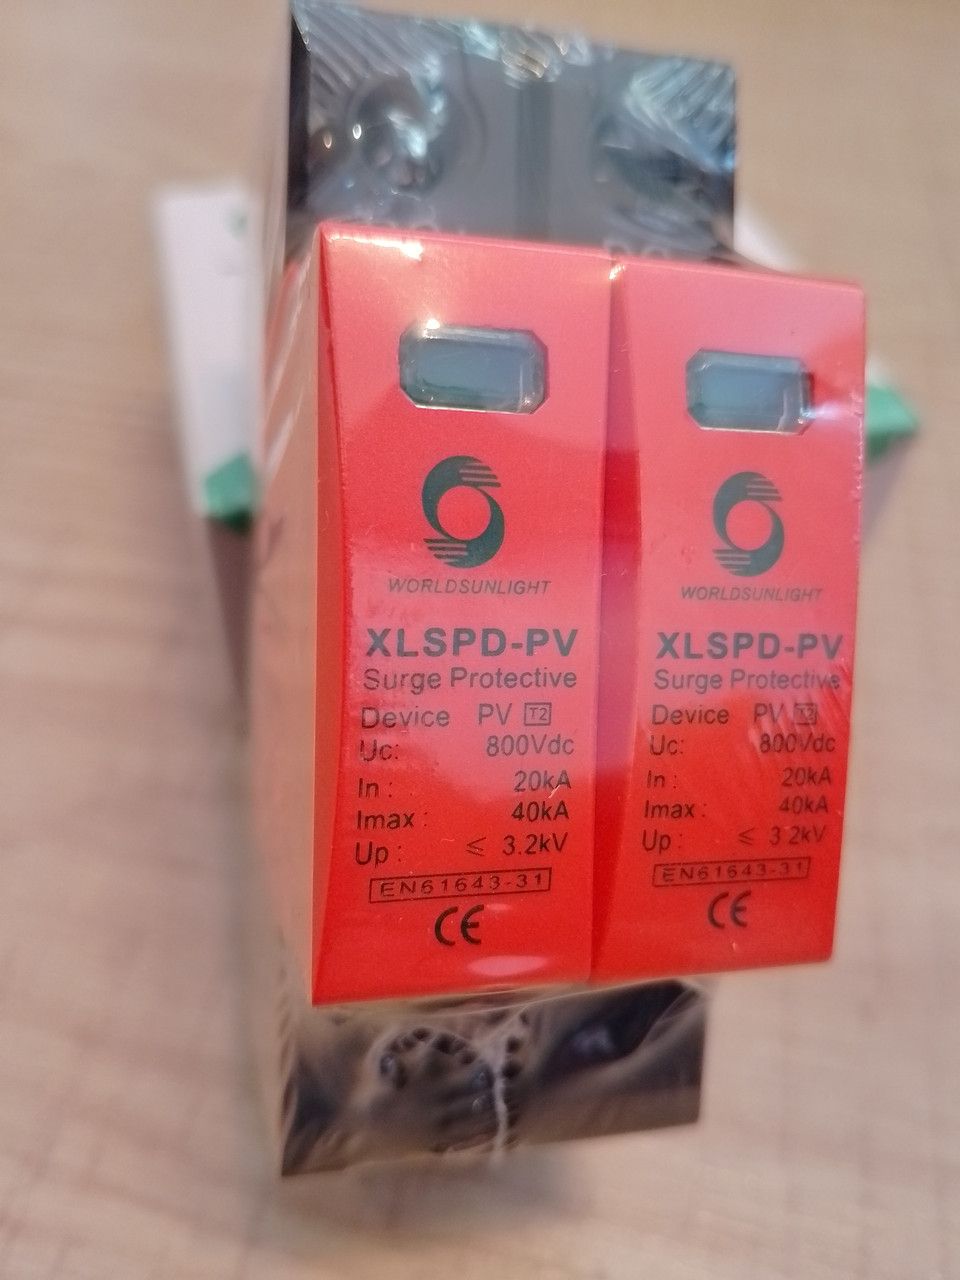 WORLDSUNLIGHT
XLSPD-PV
Surge Protective
Device PV T2
Uc: 800Vdc
In : 20kA
Imax : 40kA
Up : ≤ 3.2kV
EN61643-31
CE
WORLDSUNLIGHT
XLSPD-PV
Surge Protective
Device PV T2
Uc: 800Vdc
In : 20kA
Imax : 40kA
Up : ≤ 3.2kV
EN61643-31
CE